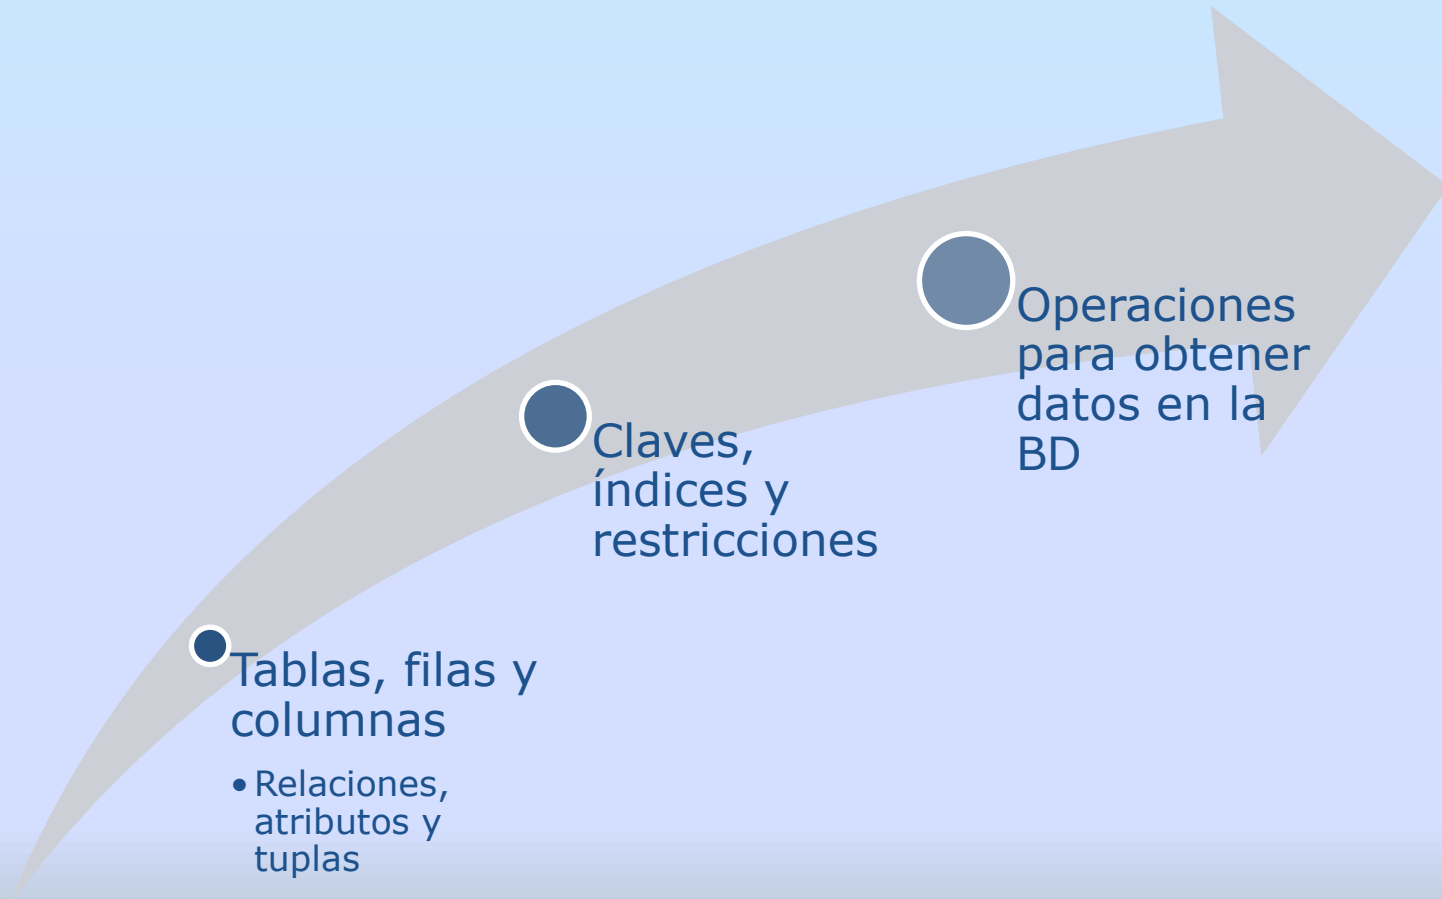 Tablas, filas y
columnas
• Relaciones,
atributos y
tuplas
Claves,
índices y
restricciones
Operaciones
para obtener
datos en la
BD